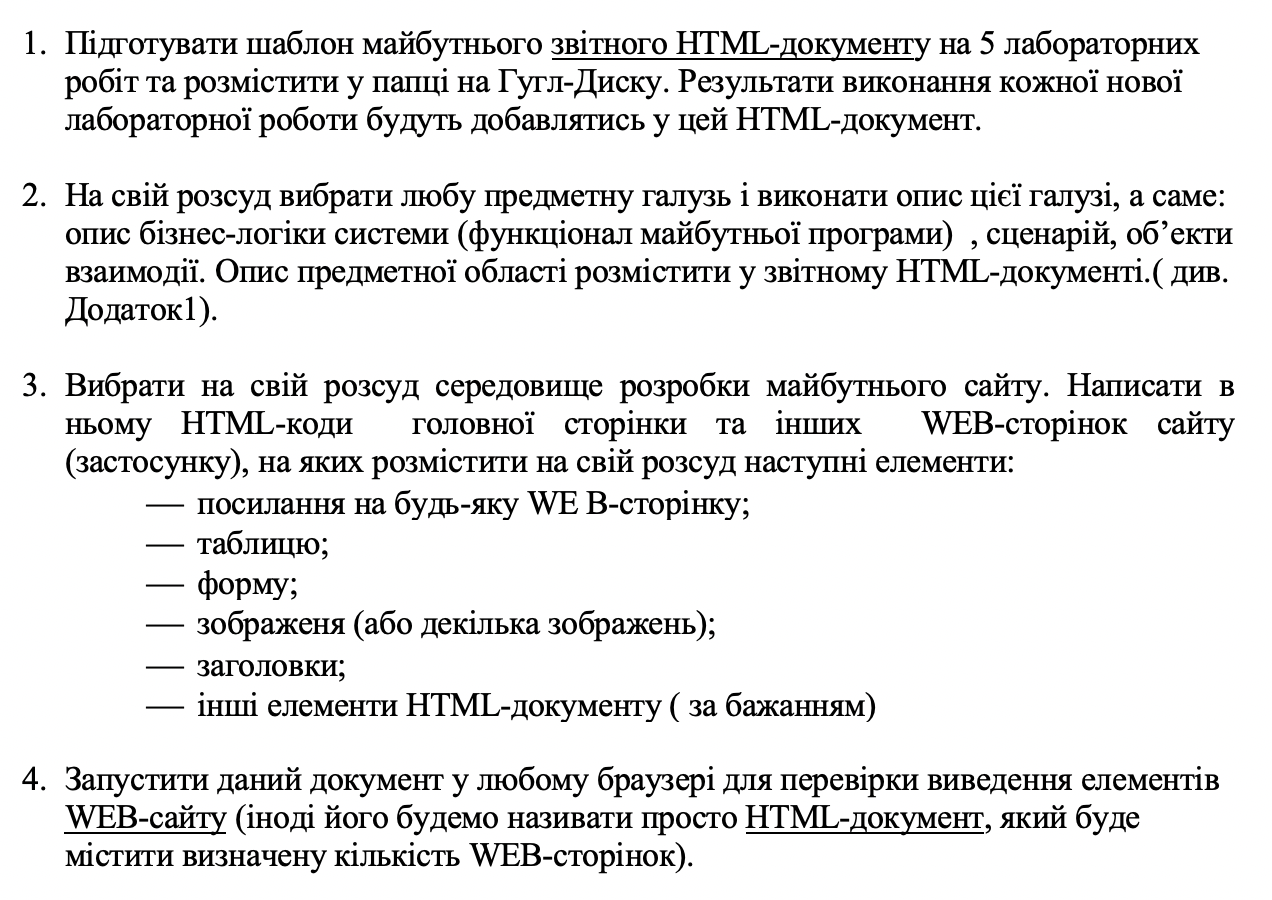 1. Підготувати шаблон майбутнього звітного HTML-документу на 5 лабораторних
робіт та розмістити у папці на Гугл-Диску. Результати виконання кожної нової
лабораторної роботи будуть добавлятись у цей HTML-документ.
2. На свій розсуд вибрати любу предметну галузь і виконати опис цієї галузі, а саме:
опис бізнес-логіки системи (функціонал майбутньої програми) , сценарій, об’єкти
взаимодії. Опис предметної області розмістити у звітному HTML-документі.( див.
Додаток1).
3. Вибрати на свій розсуд середовище розробки майбутнього сайту. Написати в
ньому HTML-коди головної сторінки та інших WEB-сторінок сайту
(застосунку), на яких розмістити на свій розсуд наступні елементи:
— посилання на будь-яку WE B-сторінку;
— таблицю;
— форму;
— зображеня (або декілька зображень);
— заголовки;
— інші елементи HTML-документу ( за бажанням)
4. Запустити даний документ у любому браузері для перевірки виведення елементів
WEB-сайту (іноді його будемо називати просто HTML-документ, який буде
містити визначену кількість WEB-сторінок).